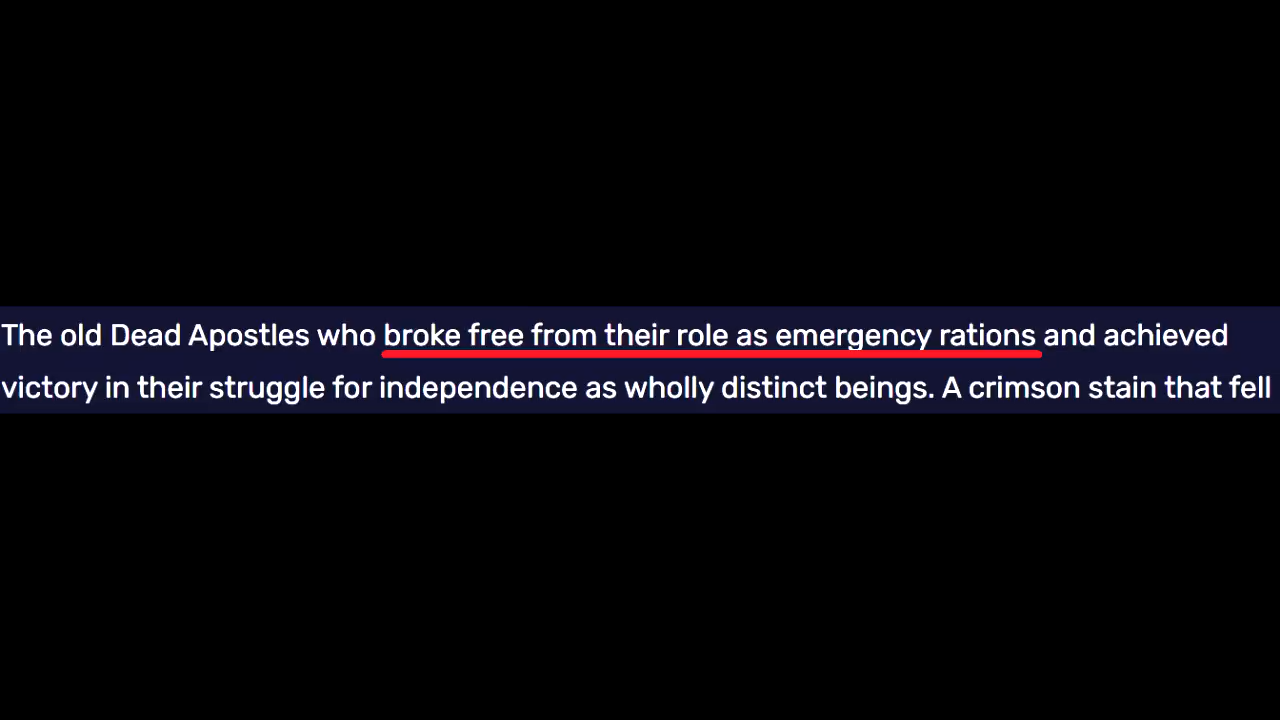 The old Dead Apostles who broke free from their role as emergency rations and achieved
victory in their struggle for independence as wholly distinct beings. A crimson stain that fell